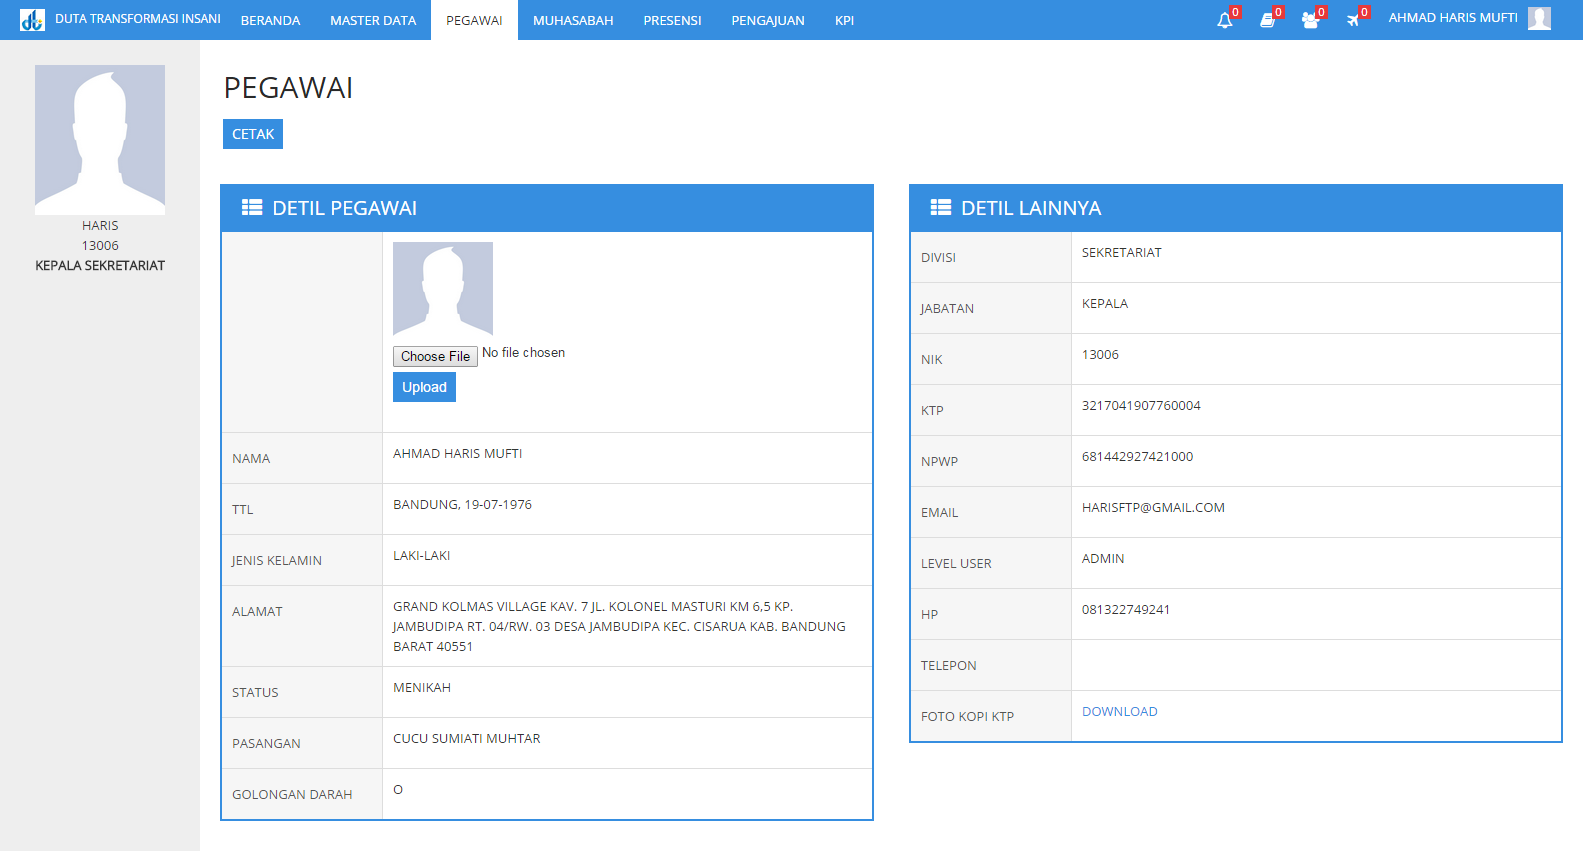 DUTA TRANSFORMASI INSANI BERANDA MASTER DATA PEGAWAI MUHASABAH PRESENSI PENGAJUAN KPI 0 0 0 0 AHMAD HARIS MUFTI
HARIS
13006
KEPALA SEKRETARIAT
PEGAWAI
CETAK
DETIL PEGAWAI
Choose File No file chosen
Upload
NAMA AHMAD HARIS MUFTI
TTL BANDUNG, 19-07-1976
JENIS KELAMIN LAKI-LAKI
ALAMAT GRAND KOLMAS VILLAGE KAV. 7 JL. KOLONEL MASTURI KM 6,5 KP.
JAMBUDIPA RT. 04/RW. 03 DESA JAMBUDIPA KEC. CISARUA KAB. BANDUNG
BARAT 40551
STATUS MENIKAH
PASANGAN CUCU SUMIATI MUHTAR
GOLONGAN DARAH O
DETIL LAINNYA
DIVISI SEKRETARIAT
JABATAN KEPALA
NIK 13006
KTP 3217041907760004
NPWP 681442927421000
EMAIL HARISFTP@GMAIL.COM
LEVEL USER ADMIN
HP 081322749241
TELEPON
FOTO KOPI KTP DOWNLOAD